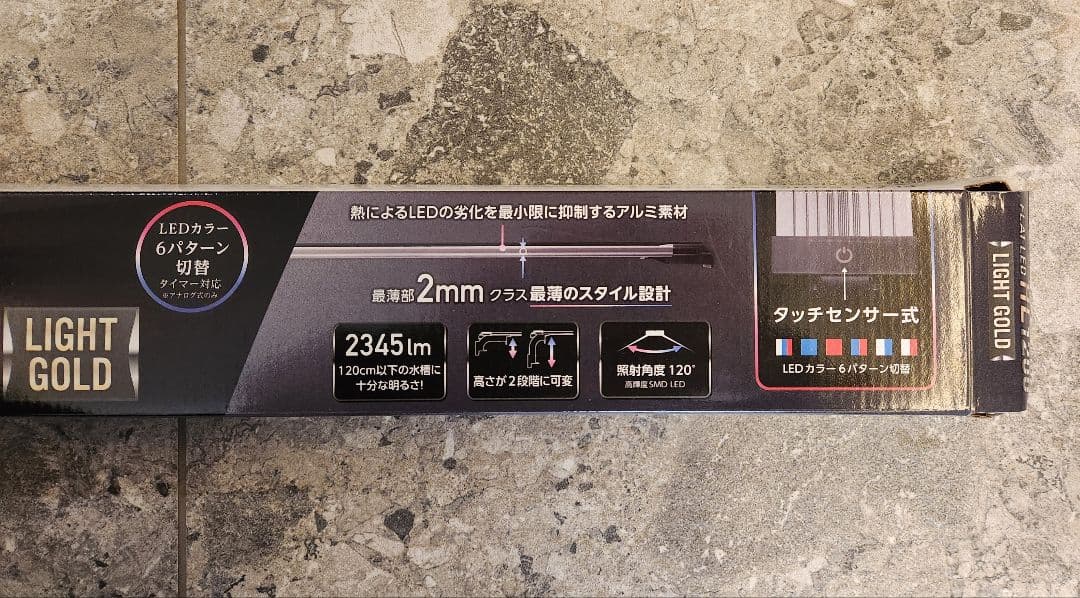 LEDカラー
6パターン
切替
タイマー対応
※アナログ式のみ
LIGHT
GOLD
熱によるLEDの劣化を最小限に抑制するアルミ素材
最薄部2mmクラス最薄のスタイル設計
2345lm
120cm以下の水槽に
十分な明るさ!
高さが2段階に可変
照射角度 120°
高輝度SMD LED
タッチセンサー式
LEDカラー6パターン切替
LIGHT GOLD